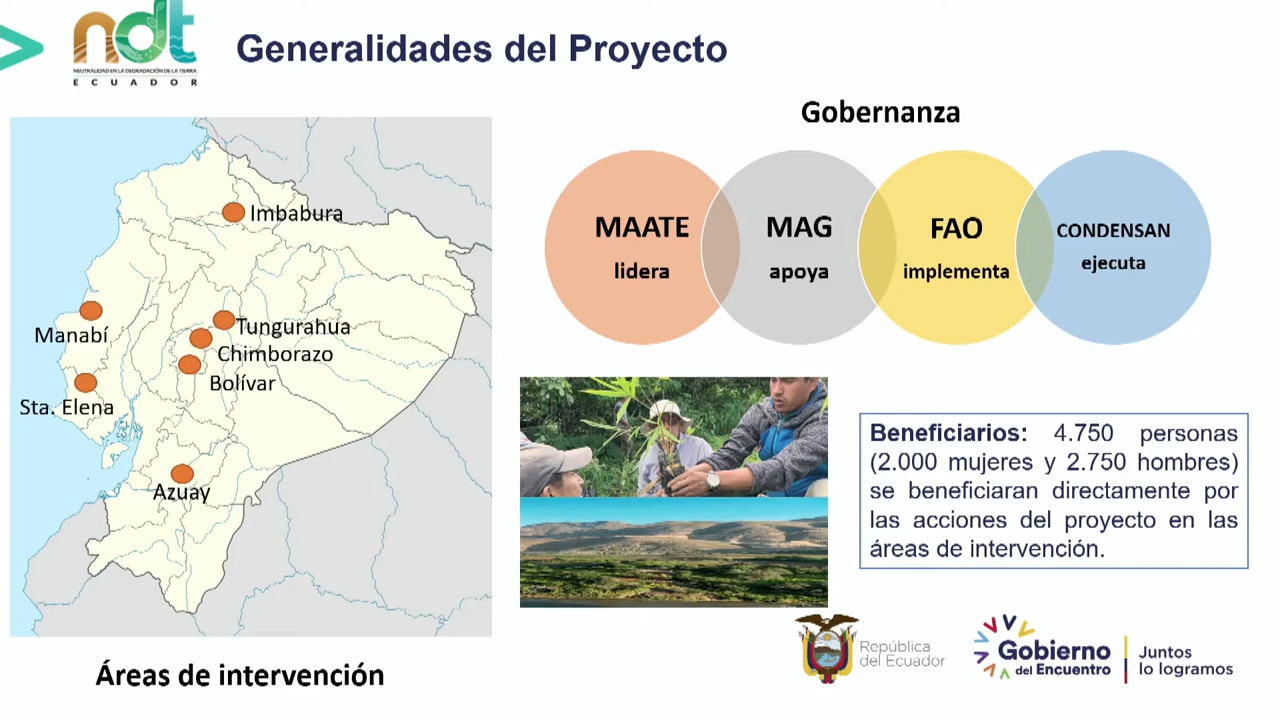 ndt
NEUTRALIDAD EN LA DEGRADACIÓN DE LA TIERRA
ECUADOR
Generalidades del Proyecto
Imbabura
Manabí
Tungurahua
Chimborazo
Bolívar
Sta. Elena
Azuay
Áreas de intervención
Gobernanza
MAATE
lidera
MAG
apoya
FAO
implementa
CONDENSAN
ejecuta
Beneficiarios: 4.750 personas
(2.000 mujeres y 2.750 hombres)
se beneficiaran directamente por
las acciones del proyecto en las
áreas de intervención.
República
del Ecuador
Gobierno
del Encuentro
Juntos
lo logramos